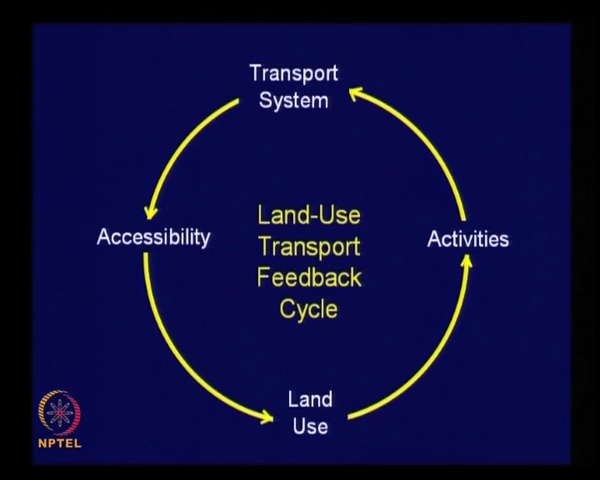 Transport
System
Accessibility
Land-Use
Transport
Feedback
Cycle
Activities
Land
Use
NPTEL